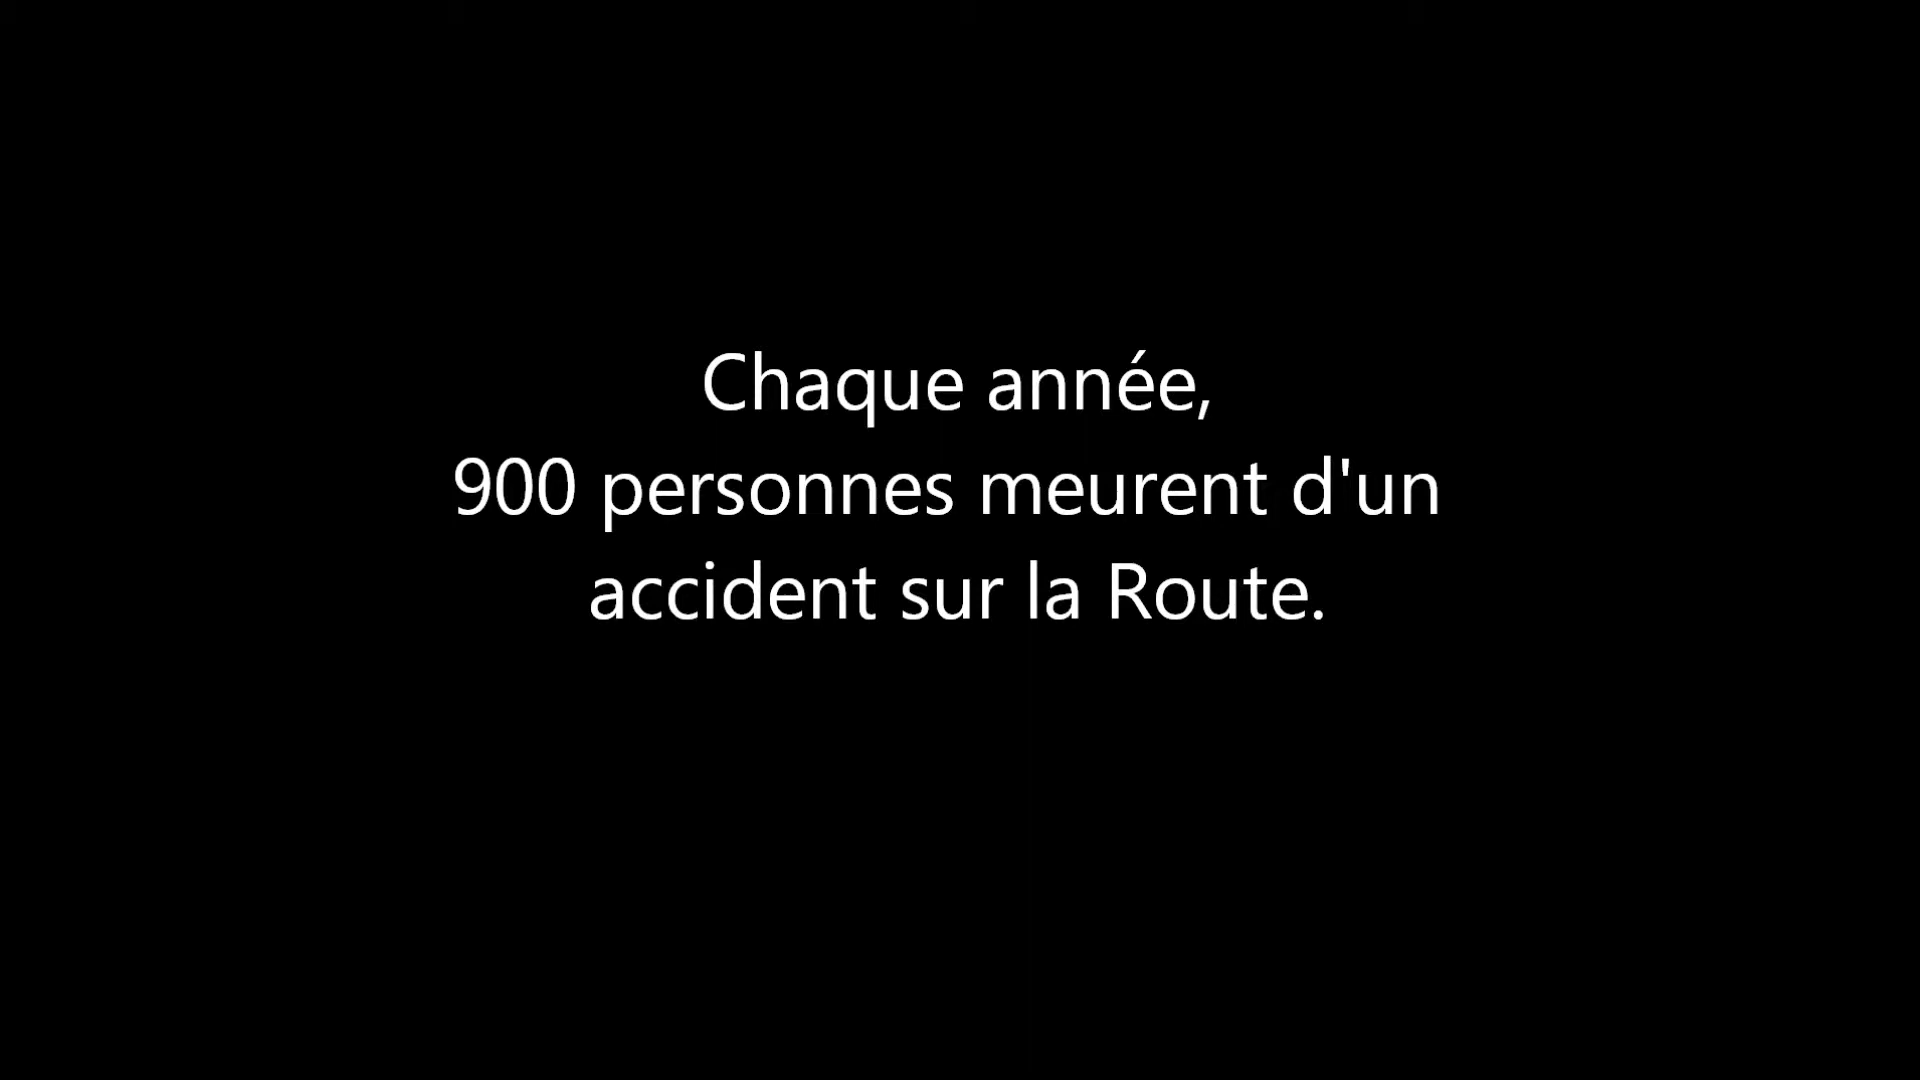 Chaque année,
900 personnes meurent d'un
accident sur la Route.